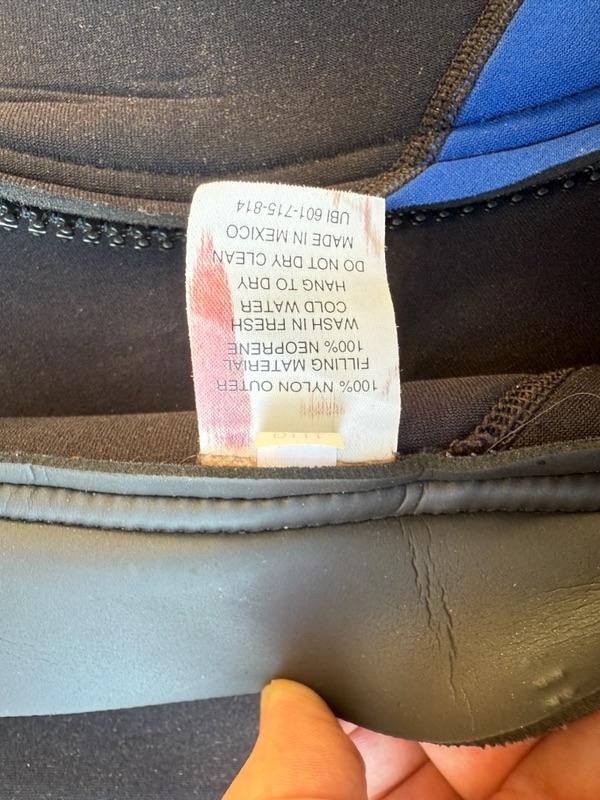 100% NYLON OUTER
FILLING MATERIAL
100% NEOPRENE
WASH IN FRESH
COLD WATER
HANG TO DRY
DO NOT DRY CLEAN
MADE IN MEXICO
UBI 601-715-814